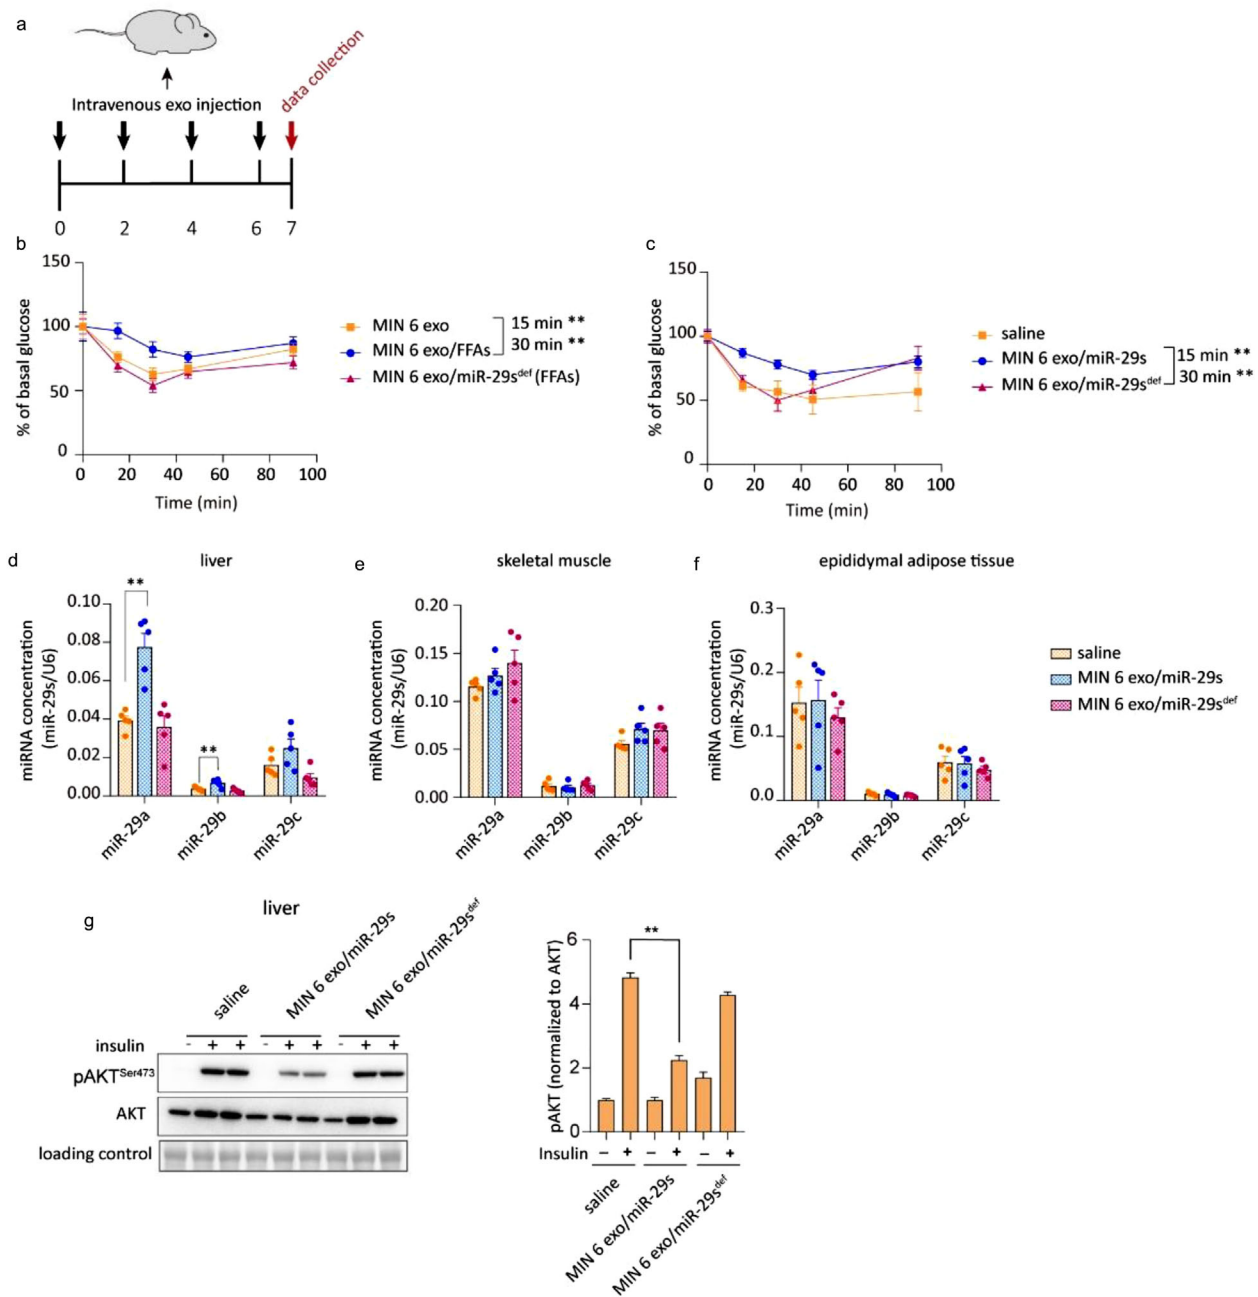 a
data collection
Intravenous exo injection
0 2 4 6 7
b
150
100
50
0
% of basal glucose
0 20 40 60 80 100
Time (min)
MIN 6 exo
MIN 6 exo/FFAs
MIN 6 exo/miR-29s^def (FFAs)
15 min **
30 min **
c
150
100
50
0
% of basal glucose
0 20 40 60 80 100
Time (min)
saline
MIN 6 exo/miR-29s
MIN 6 exo/miR-29s^def
15 min **
30 min **
d
liver
miRNA concentration
(miR-29s/U6)
0.10
0.08
0.06
0.04
0.02
0.00
**
**
miR-29a miR-29b miR-29c
e
skeletal muscle
miRNA concentration
(miR-29s/U6)
0.20
0.15
0.10
0.05
0.00
miR-29a miR-29b miR-29c
f
epididymal adipose tissue
miRNA concentration
(miR-29s/U6)
0.3
0.2
0.1
0.0
miR-29a miR-29b miR-29c
saline
MIN 6 exo/miR-29s
MIN 6 exo/miR-29s^def
g
liver
saline MIN 6 exo/miR-29s MIN 6 exo/miR-29s^def
insulin - + + - + + - + +
pAKT^Ser473
AKT
loading control
pAKT (normalized to AKT)
6
4
2
0
**
Insulin – + – + – +
saline MIN 6 exo/miR-29s MIN 6 exo/miR-29s^def